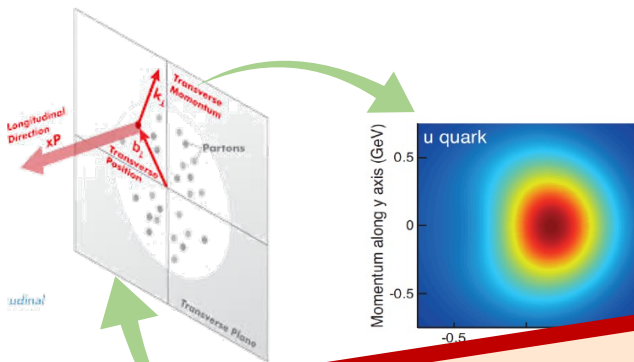 Transverse
Momentum
k⊥
Longitudinal
Direction
xP
Partons
b⊥
Transverse
Position
Transverse Plane
u quark
Momentum along y axis (GeV)
0.5
0
-0.5
-0.5